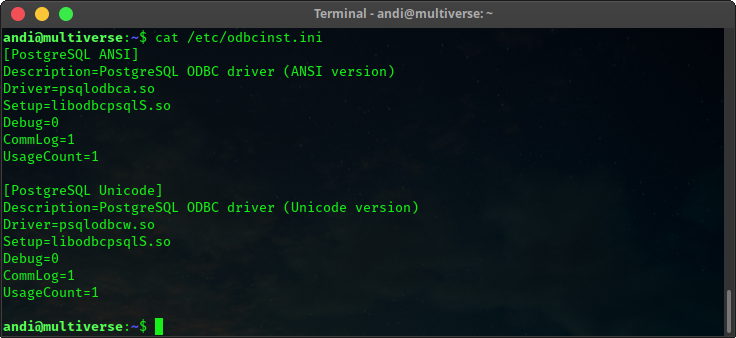 Terminal - andi@multiverse: ~
andi@multiverse:~$ cat /etc/odbcinst.ini
[PostgreSQL ANSI]
Description=PostgreSQL ODBC driver (ANSI version)
Driver=psqlodbca.so
Setup=libodbcpsqlS.so
Debug=0
CommLog=1
UsageCount=1

[PostgreSQL Unicode]
Description=PostgreSQL ODBC driver (Unicode version)
Driver=psqlodbcw.so
Setup=libodbcpsqlS.so
Debug=0
CommLog=1
UsageCount=1

andi@multiverse:~$